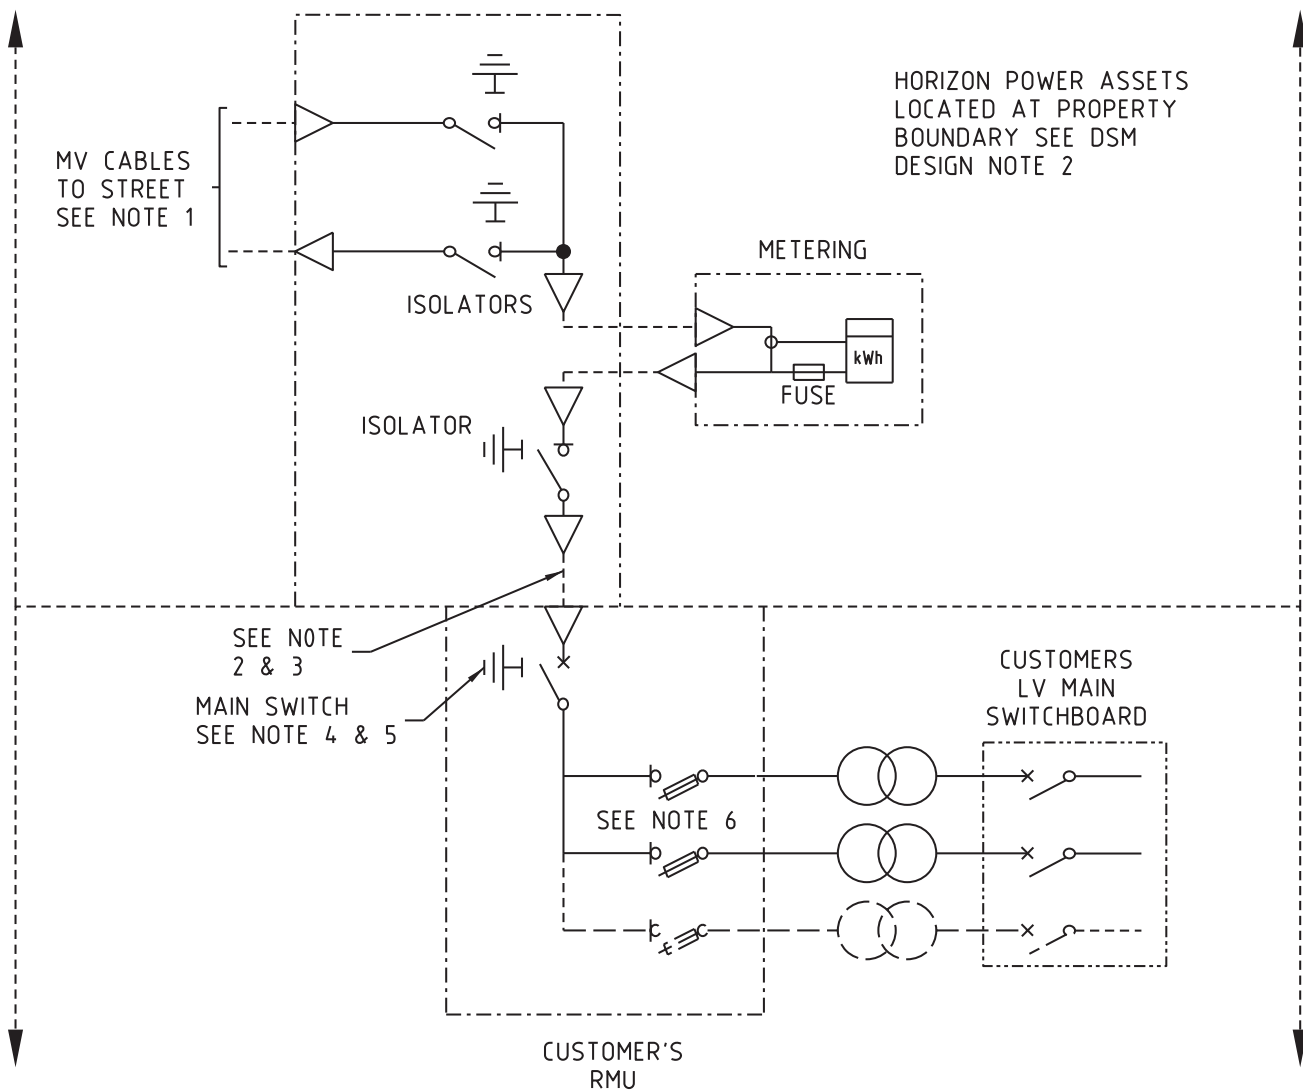 HORIZON POWER ASSETS
LOCATED AT PROPERTY
BOUNDARY SEE DSM
DESIGN NOTE 2
MV CABLES
TO STREET
SEE NOTE 1
METERING
ISOLATORS
kWh
FUSE
ISOLATOR
SEE NOTE
2 & 3
MAIN SWITCH
SEE NOTE 4 & 5
CUSTOMERS
LV MAIN
SWITCHBOARD
SEE NOTE 6
CUSTOMER'S
RMU